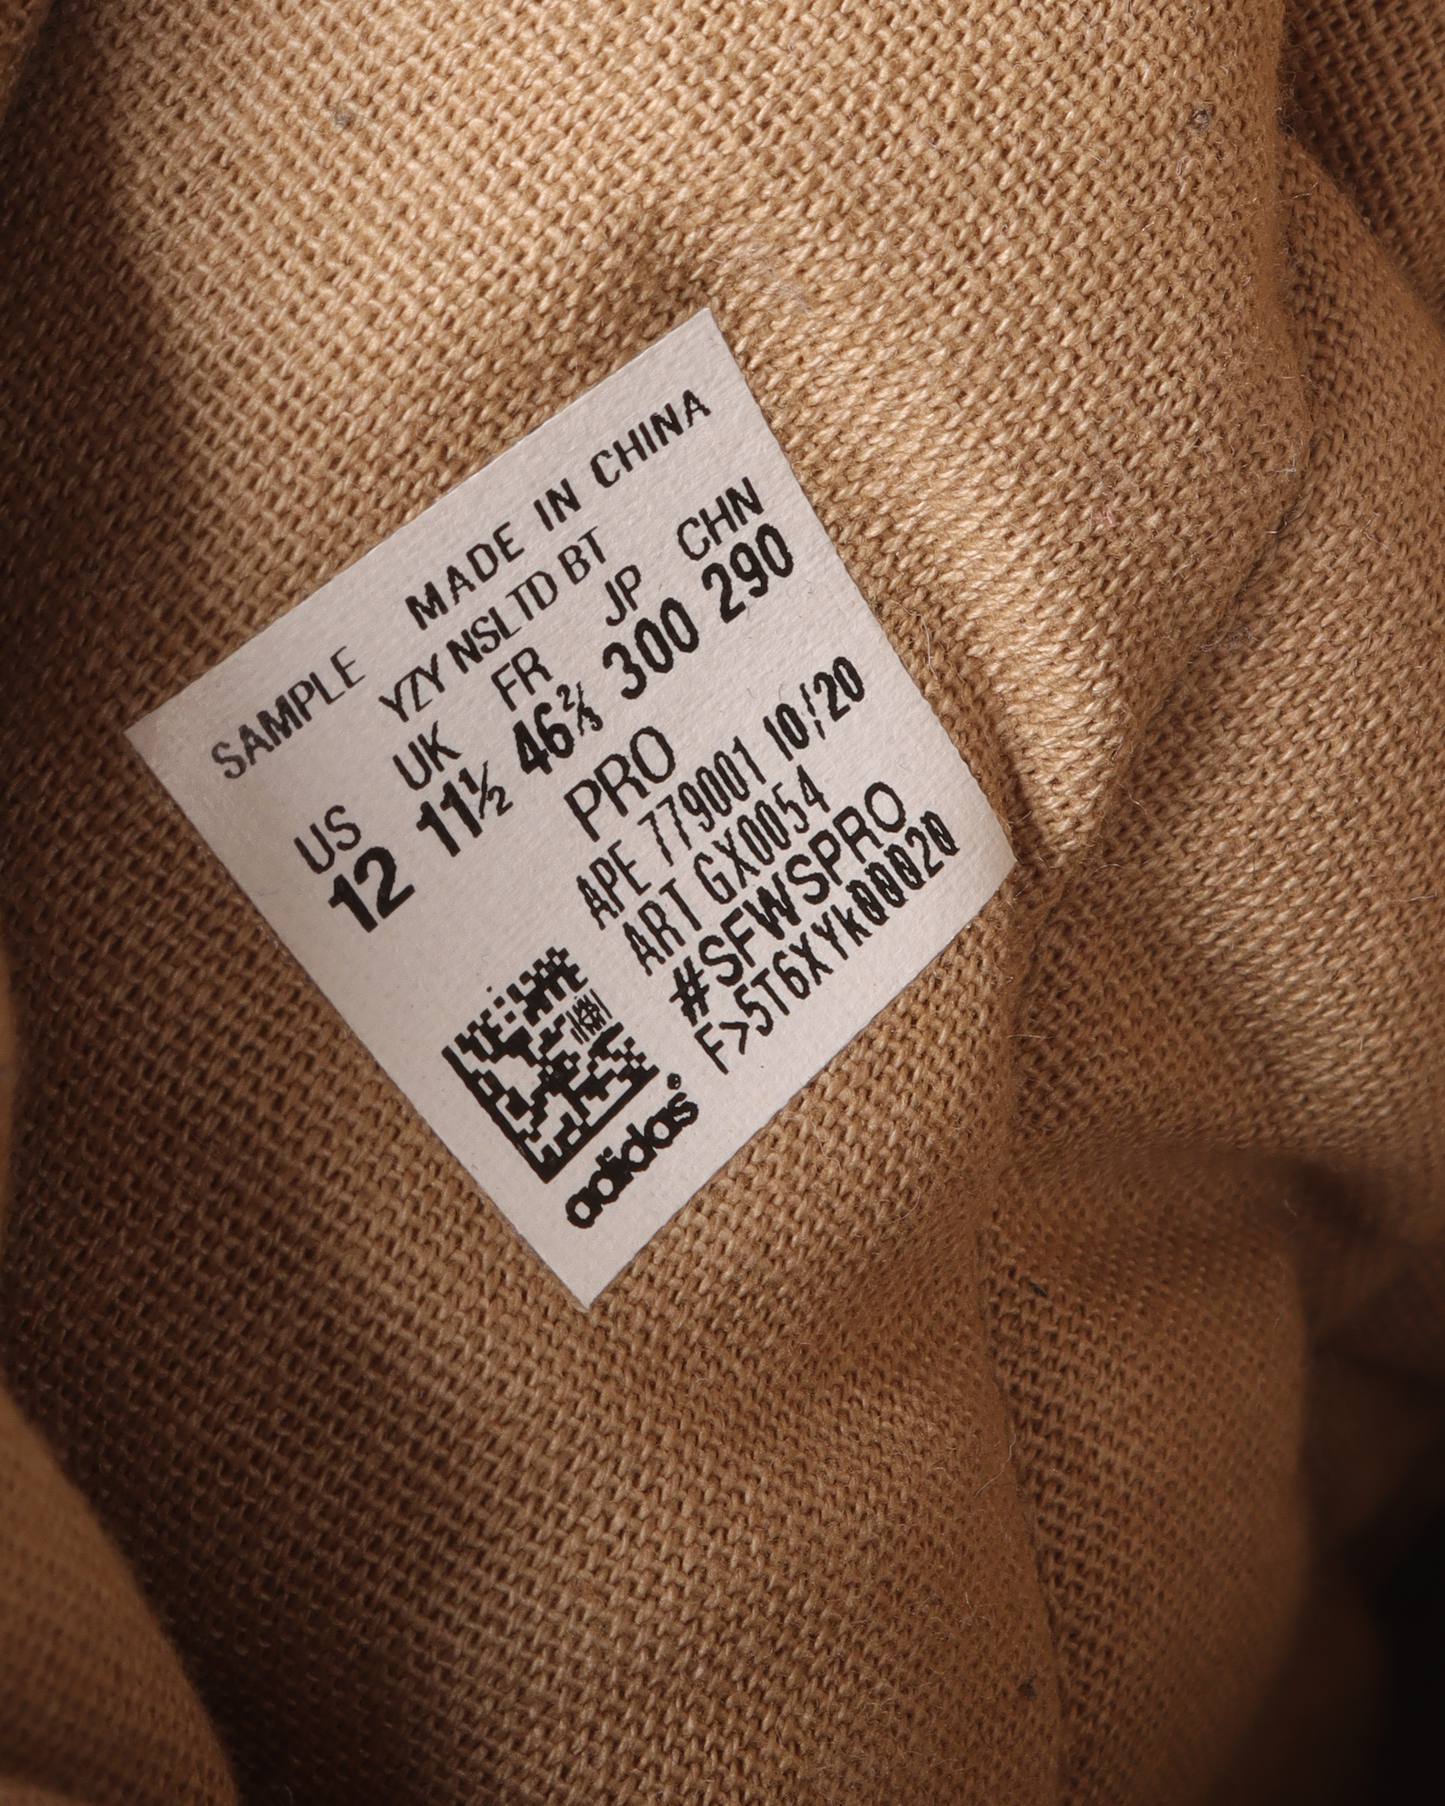 SAMPLE MADE IN CHINA
YZY NSLTD BT
US UK FR JP CHN
12 11½ 46⅔ 300 290
PRO
APE 779001 10/20
ART GX0054
#SFWSPRO
F>5T6XYk00020
adidas®